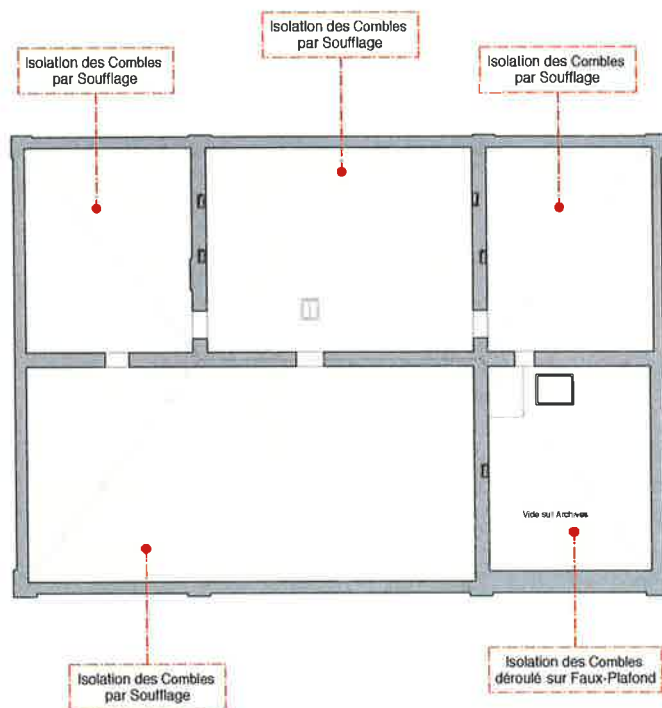 Isolation des Combles
par Soufflage
Isolation des Combles
par Soufflage
Isolation des Combles
par Soufflage
Vide sur Archives
Isolation des Combles
par Soufflage
Isolation des Combles
déroulé sur Faux-Plafond